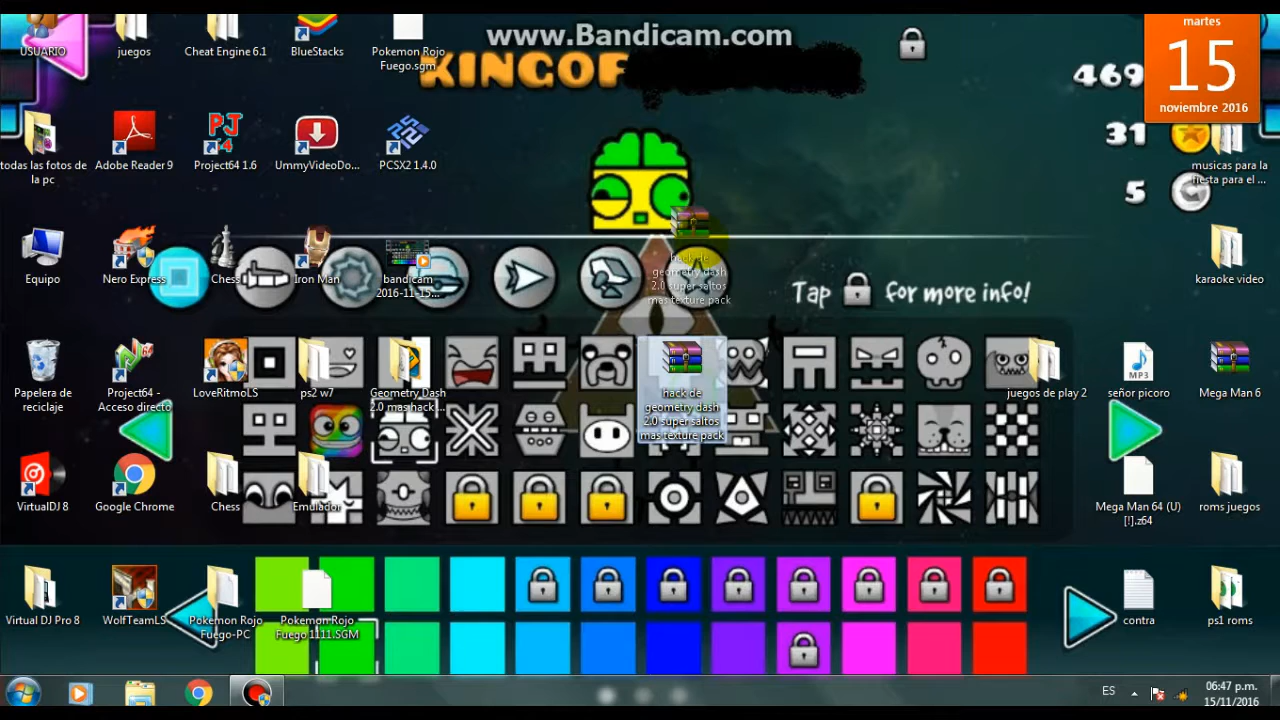 www.Bandicam.com
KINGOF
469
31
5
martes
15
noviembre 2016
USUARIO
juegos
Cheat Engine 6.1
BlueStacks
Pokemon Rojo
Fuego.sgm
todas las fotos de
la pc
Adobe Reader 9
Project64 1.6
UmmyVideoDo...
PCSX2 1.4.0
musicas para la
fiesta para el ...
Equipo
Nero Express
Chess
Iron Man
bandicam
2016-11-15...
hack de
geometry dash
2.0 super saltos
mas texture pack
Tap for more info!
karaoke video
Papelera de
reciclaje
Project64 -
Acceso directo
LoveRitmoLS
ps2 w7
Geometry Dash
2.0 mas hack ...
hack de
geometry dash
2.0 super saltos
mas texture pack
juegos de play 2
señor picoro
MP3
Mega Man 6
VirtualDJ 8
Google Chrome
Chess
Emulador
Mega Man 64 (U)
[!].z64
roms juegos
Virtual DJ Pro 8
WolfTeamLS
Pokemon Rojo
Fuego-PC
Pokemon Rojo
Fuego 1111.SGM
contra
ps1 roms
ES
06:47 p.m.
15/11/2016